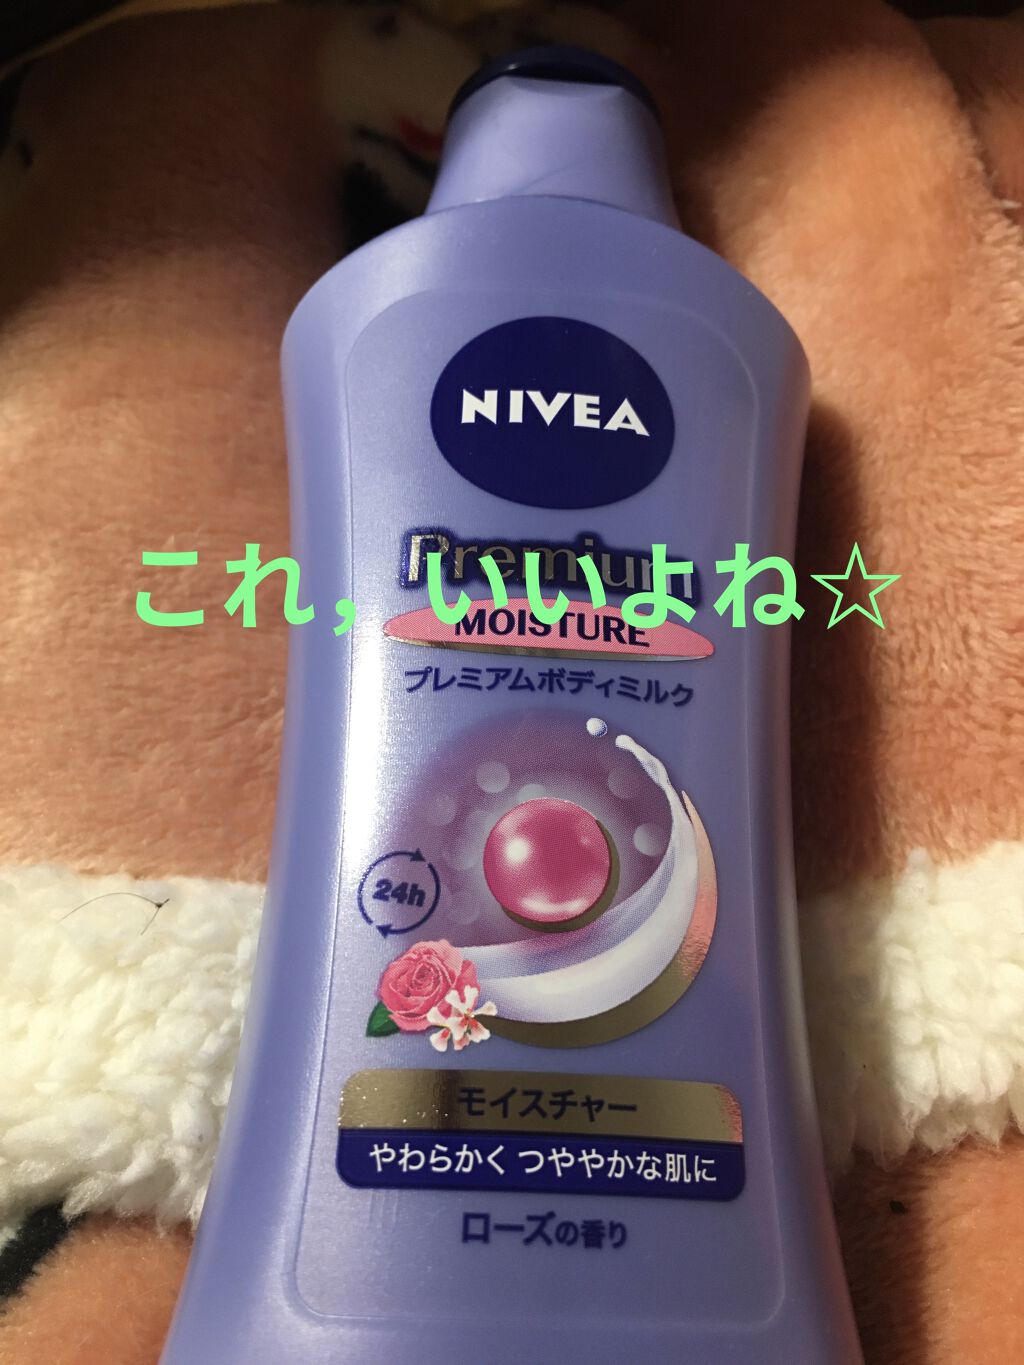 NIVEA
Premium
これ，いいよね☆
MOISTURE
プレミアムボディミルク
24h
モイスチャー
やわらかく つややかな肌に
ローズの香り